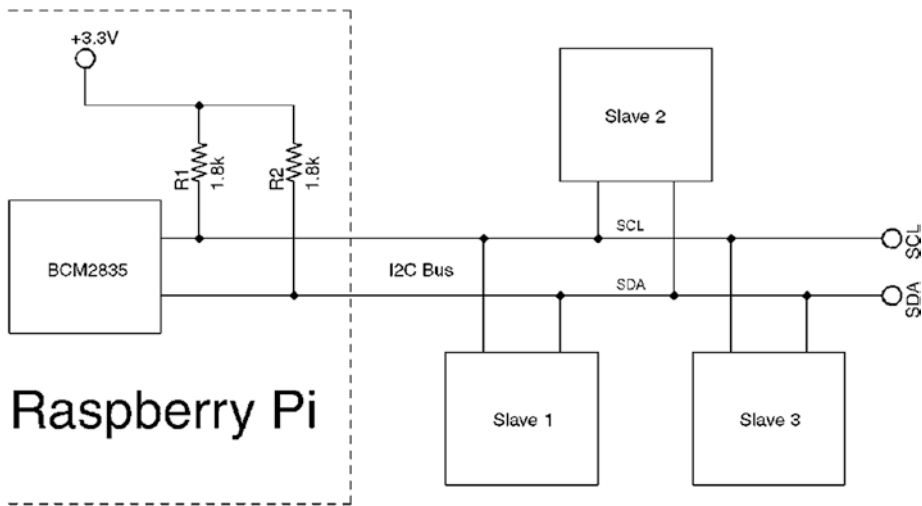 +3.3V
Slave 2
R1
1.8k
R2
1.8k
SCL
SCL
BCM2835
I2C Bus
SDA
SDA
Raspberry Pi
Slave 1
Slave 3